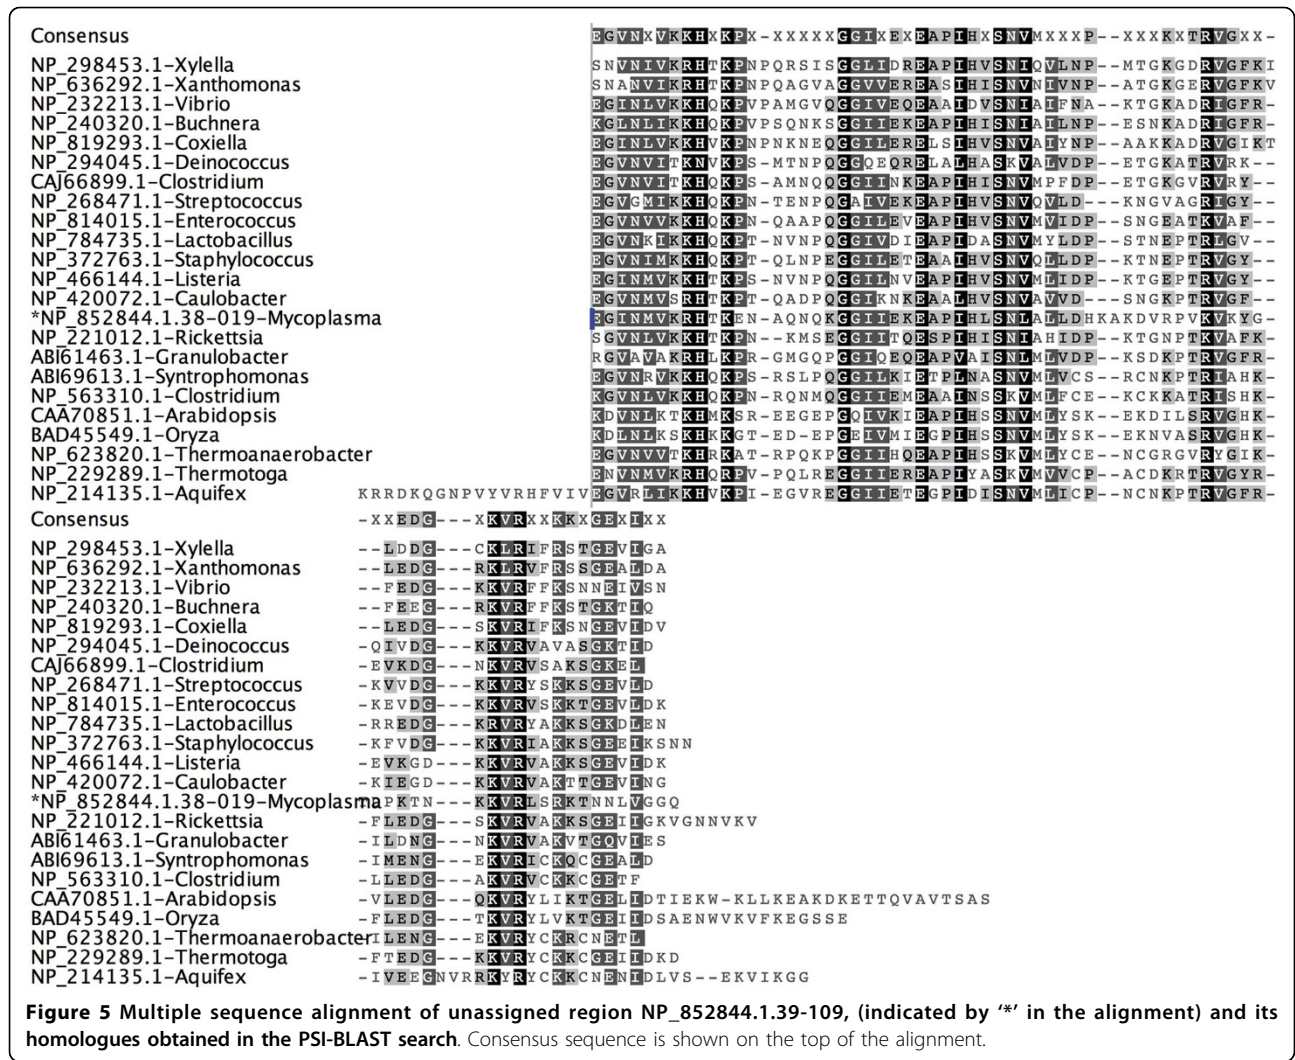 Consensus EGVNXVKKHXKPX-XXXXXGGIXEXEAPIHXSNVMXXXP--XXXKXTRVGXX-
NP_298453.1-Xylella SNVNIVKRHTKPNPQRSISGGLIDREAPIHVSNIQVLNP--MTGKGDRVGFKI
NP_636292.1-Xanthomonas SNANVIKRHTKPNPQAGVAGGVVEREASIHISNVNIVNP--ATGKGERVGFKV
NP_232213.1-Vibrio EGINLVKKHQKPVPAMGVQGGIVEQEAAIDVSNIAIFNA--KTGKADRIGFR-
NP_240320.1-Buchnera KGLNLIKKHQKPVPSQNKSGGIIEKEAPIHISNIAILNP--ESNKADRIGFR-
NP_819293.1-Coxiella EGINLVKKHVKPNPNKNEQGGILERELSIHVSNVAIYNP--AAKKADRVGIKT
NP_294045.1-Deinococcus EGVNVITKNVKPS-MTNPQGGQEQRELALHASKVALVDP--ETGKATRVRK--
CAJ66899.1-Clostridium EGVNVITKHQKPS-AMNQQGGIINKEAPIHISNVMPFDP--ETGKGVRVRY--
NP_268471.1-Streptococcus EGVGMIKKHQKPN-TENPQGAIVEKEAPIHVSNVQVLD---KNGVAGRIGY--
NP_814015.1-Enterococcus EGVNVVKKHQKPN-QAAPQGGILEVEAPIHVSNVMVIDP--SNGEATKVAF--
NP_784735.1-Lactobacillus EGVNKIKKHQKPT-NVNPQGGIVDIEAPIDASNVMYLDP--STNEPTRLGV--
NP_372763.1-Staphylococcus EGVNIMKKHQKPT-QLNPEGGILETEAAIHVSNVQLLDP--KTNEPTRVGY--
NP_466144.1-Listeria EGINMVKKHTKPS-NVNPQGGILNVEAPIHVSNVMLIDP--KTGEPTRVGY--
NP_420072.1-Caulobacter EGVNMVSRHTKPT-QADPQGGIKNKEAALHVSNVAVVD---SNGKPTRVGF--
*NP_852844.1.38-019-Mycoplasma EGINMVKRHTKEN-AQNQKGGIIEKEAPIHLSNLALLDHKAKDVRPVKVKYG-
NP_221012.1-Rickettsia SGVNLVKRHTKPN--KMSEGGIITQESPIHISNIAHIDP--KTGNPTKVAFK-
ABI61463.1-Granulobacter RGVAVAKRHLKPR-GMGQPGGIQEQEAPVAISNLMLVDP--KSDKPTRVGFR-
ABI69613.1-Syntrophomonas EGVNRVKKHQKPS-RSLPQGGILKIETPLNASNVMLVCS--RCNKPTRIAHK-
NP_563310.1-Clostridium KGVNLVKKHQKPN-RQNMQGGIIEMEAAINSSKVMLFCE--KCKKATRISHK-
CAA70851.1-Arabidopsis KDVNLKTKHMKSR-EEGEPGQIVKIEAPIHSSNVMLYSK--EKDILSRVGHK-
BAD45549.1-Oryza KDLNLKSKHKKGT-ED-EPGEIVMIEGPIHSSNVMLYSK--EKNVASRVGHK-
NP_623820.1-Thermoanaerobacter EGVNVVTKHRKAT-RPQKPGGIIHQEAPIHSSKVMLYCE--NCGRGVRYGIK-
NP_229289.1-Thermotoga ENVNMVKRHQRPV-PQLREGGIIEREAPIYASKVMVVCP--ACDKRTRVGYR-
NP_214135.1-Aquifex KRRDKQGNPVYVRHFVIVEGVRLIKKHVKPI-EGVREGGIIETEGPIDISNVMLICP--NCNKPTRVGFR-
Consensus -XXEDG---XKVRXXKKXGEXIXX
NP_298453.1-Xylella --LDDG---CKLRIFRSTGEVIGA
NP_636292.1-Xanthomonas --LEDG---RKLRVFRSSGEALDA
NP_232213.1-Vibrio --FEDG---KKVRFFKSNNEIVSN
NP_240320.1-Buchnera --FEEG---RKVRFFKSTGKTIQ
NP_819293.1-Coxiella --LEDG---SKVRIFKSNGEVIDV
NP_294045.1-Deinococcus -QIVDG---KKVRVAVASGKTID
CAJ66899.1-Clostridium -EVKDG---NKVRVSAKSGKEL
NP_268471.1-Streptococcus -KVVDG---KKVRYSKKSGEVLD
NP_814015.1-Enterococcus -KEVDG---KKVRVSKKTGEVLDK
NP_784735.1-Lactobacillus -RREDG---KRVRYAKKSGKDLEN
NP_372763.1-Staphylococcus -KFVDG---KKVRIAKKSGEEIKSNN
NP_466144.1-Listeria -EVKGD---KKVRVAKKSGEVIDK
NP_420072.1-Caulobacter -KIEGD---KKVRVAKTTGEVING
*NP_852844.1.38-019-Mycoplasma PKTN---KKVRLSRKTNNLVGGQ
NP_221012.1-Rickettsia -FLEDG---SKVRVAKKSGEIIGKVGNNVKV
ABI61463.1-Granulobacter -ILDNG---NKVRVAKVTGQVIES
ABI69613.1-Syntrophomonas -IMENG---EKVRICKQCGEALD
NP_563310.1-Clostridium -LLEDG---AKVRVCKKCGETF
CAA70851.1-Arabidopsis -VLEDG---QKVRYLIKTGELIDTIEKW-KLLKEAKDKETTQVAVTSAS
BAD45549.1-Oryza -FLEDG---TKVRYLVKTGEIIDSAENWVKVFKEGSSE
NP_623820.1-Thermoanaerobacter -ILENG---EKVRYCKRCNETL
NP_229289.1-Thermotoga -FTEDG---KKVRYCKKCGEIIDKD
NP_214135.1-Aquifex -IVEEGNVRRKYRYCKKCNENIDLVS--EKVIKGG
Figure 5 Multiple sequence alignment of unassigned region NP_852844.1.39-109, (indicated by ‘*’ in the alignment) and its
homologues obtained in the PSI-BLAST search. Consensus sequence is shown on the top of the alignment.